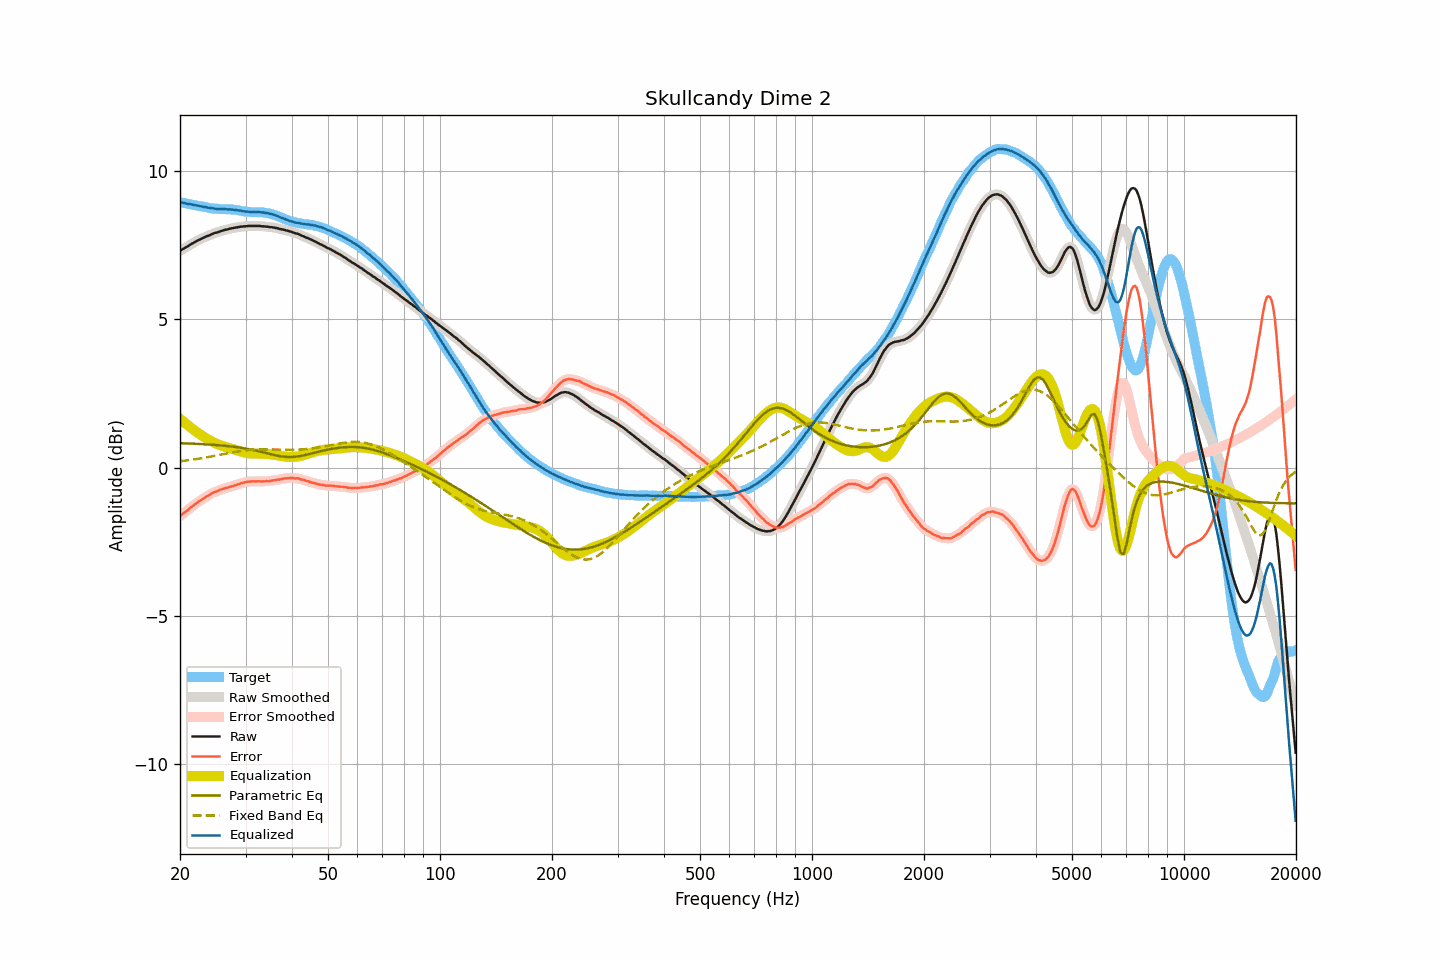 Skullcandy Dime 2
Amplitude (dBr)
10
5
0
−5
−10
Target
Raw Smoothed
Error Smoothed
Raw
Error
Equalization
Parametric Eq
Fixed Band Eq
Equalized
20 50 100 200 500 1000 2000 5000 10000 20000
Frequency (Hz)